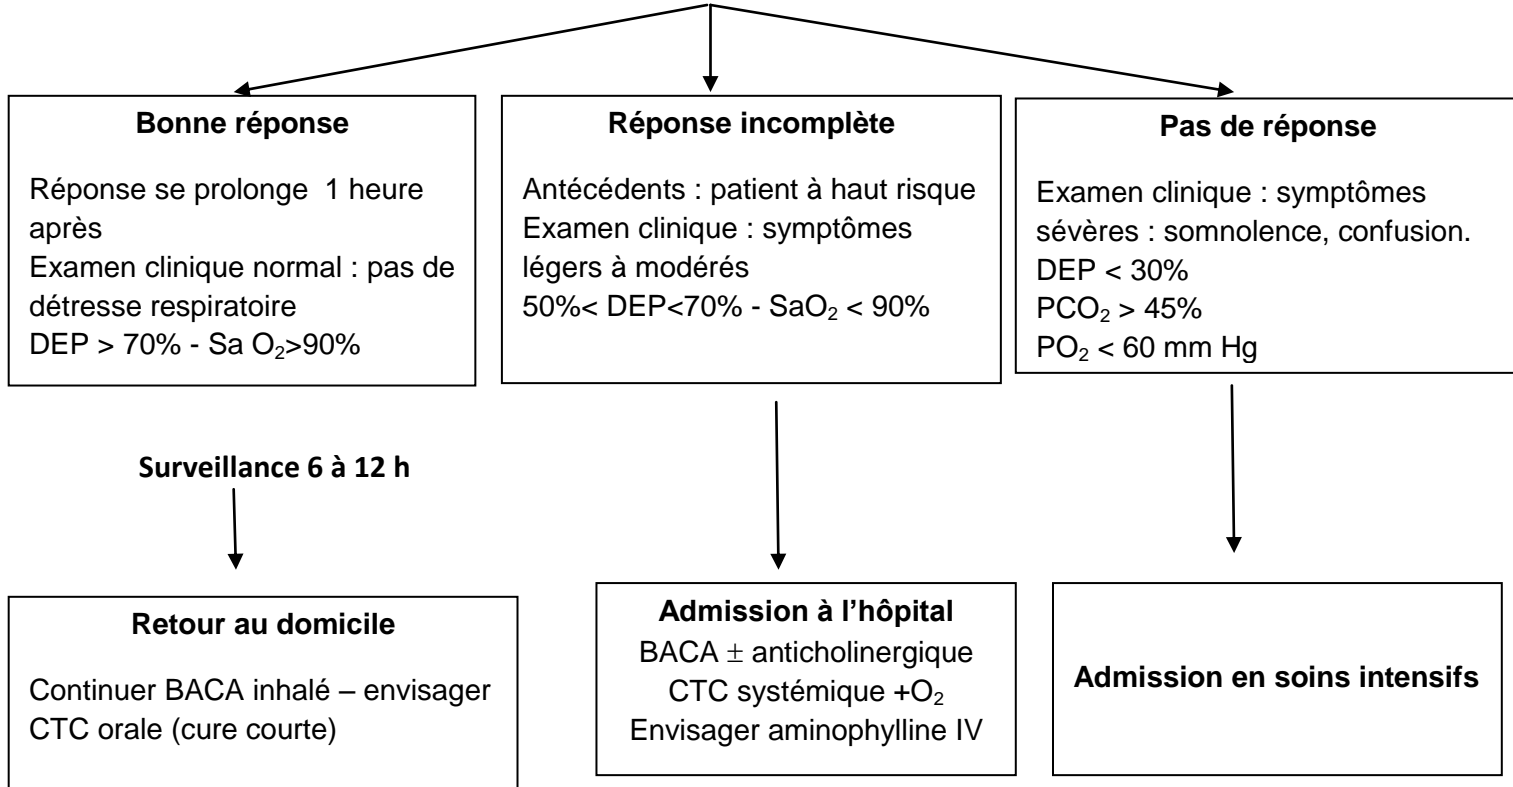 Bonne réponse
Réponse se prolonge 1 heure
après
Examen clinique normal : pas de
détresse respiratoire
DEP > 70% - Sa O₂>90%
Réponse incomplète
Antécédents : patient à haut risque
Examen clinique : symptômes
légers à modérés
50%< DEP<70% - SaO₂ < 90%
Pas de réponse
Examen clinique : symptômes
sévères : somnolence, confusion.
DEP < 30%
PCO₂ > 45%
PO₂ < 60 mm Hg
Surveillance 6 à 12 h
Retour au domicile
Continuer BACA inhalé – envisager
CTC orale (cure courte)
Admission à l’hôpital
BACA ± anticholinergique
CTC systémique +O₂
Envisager aminophylline IV
Admission en soins intensifs